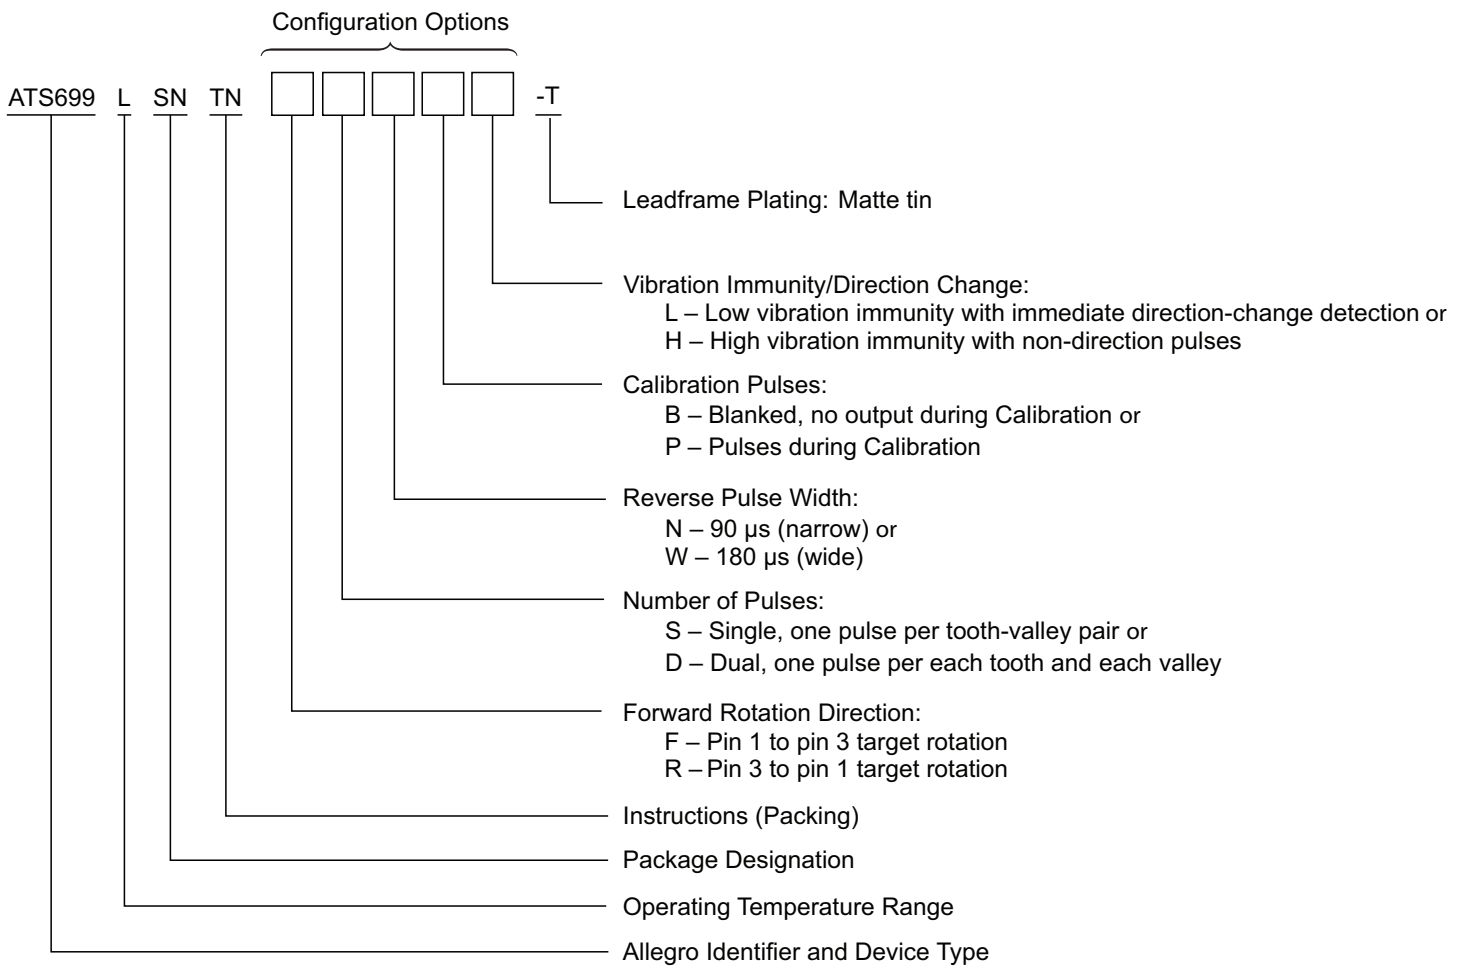 Configuration Options
ATS699 L SN TN -T
Leadframe Plating: Matte tin
Vibration Immunity/Direction Change:
L – Low vibration immunity with immediate direction-change detection or
H – High vibration immunity with non-direction pulses
Calibration Pulses:
B – Blanked, no output during Calibration or
P – Pulses during Calibration
Reverse Pulse Width:
N – 90 µs (narrow) or
W – 180 µs (wide)
Number of Pulses:
S – Single, one pulse per tooth-valley pair or
D – Dual, one pulse per each tooth and each valley
Forward Rotation Direction:
F – Pin 1 to pin 3 target rotation
R – Pin 3 to pin 1 target rotation
Instructions (Packing)
Package Designation
Operating Temperature Range
Allegro Identifier and Device Type